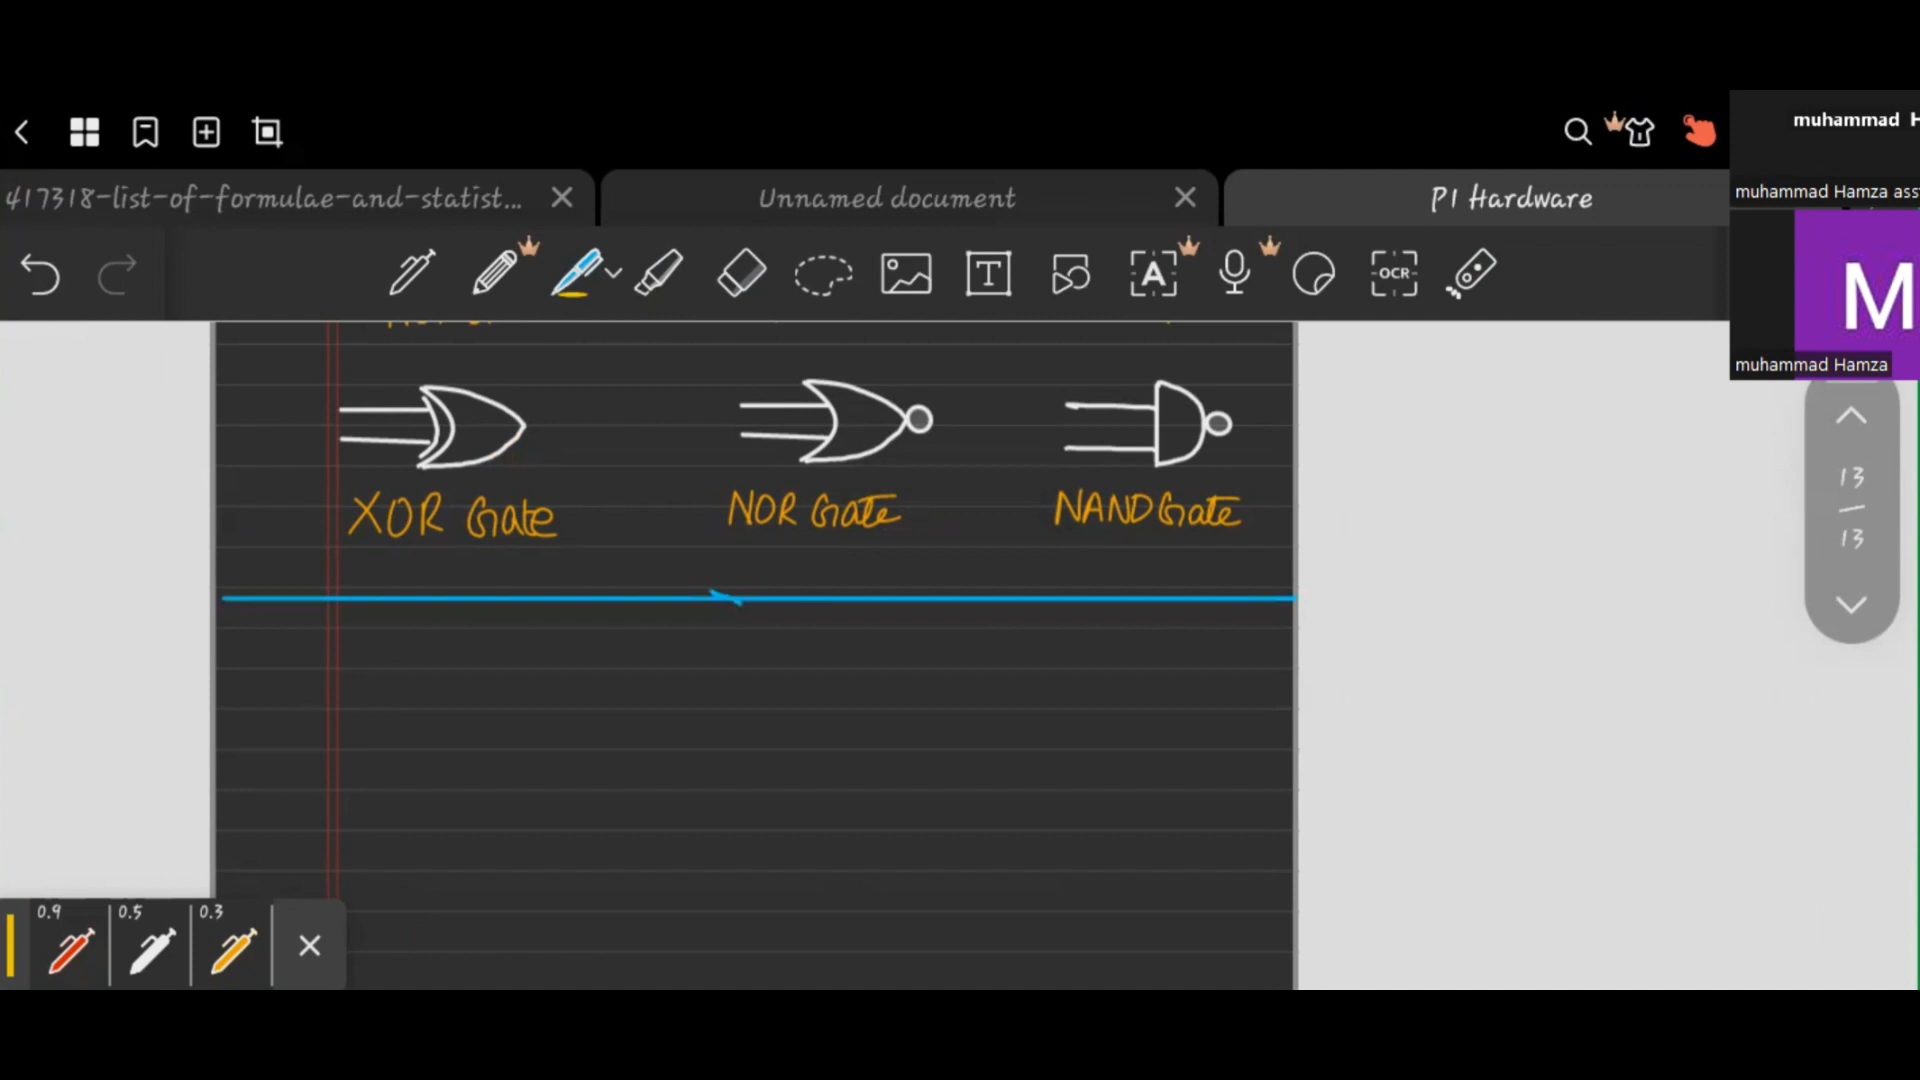 muhammad H
417318-list-of-formulae-and-statist...
Unnamed document
P1 Hardware
muhammad Hamza ass
T
A
OCR
M
muhammad Hamza
XOR Gate
NOR Gate
NAND Gate
13
13
0.9
0.5
0.3